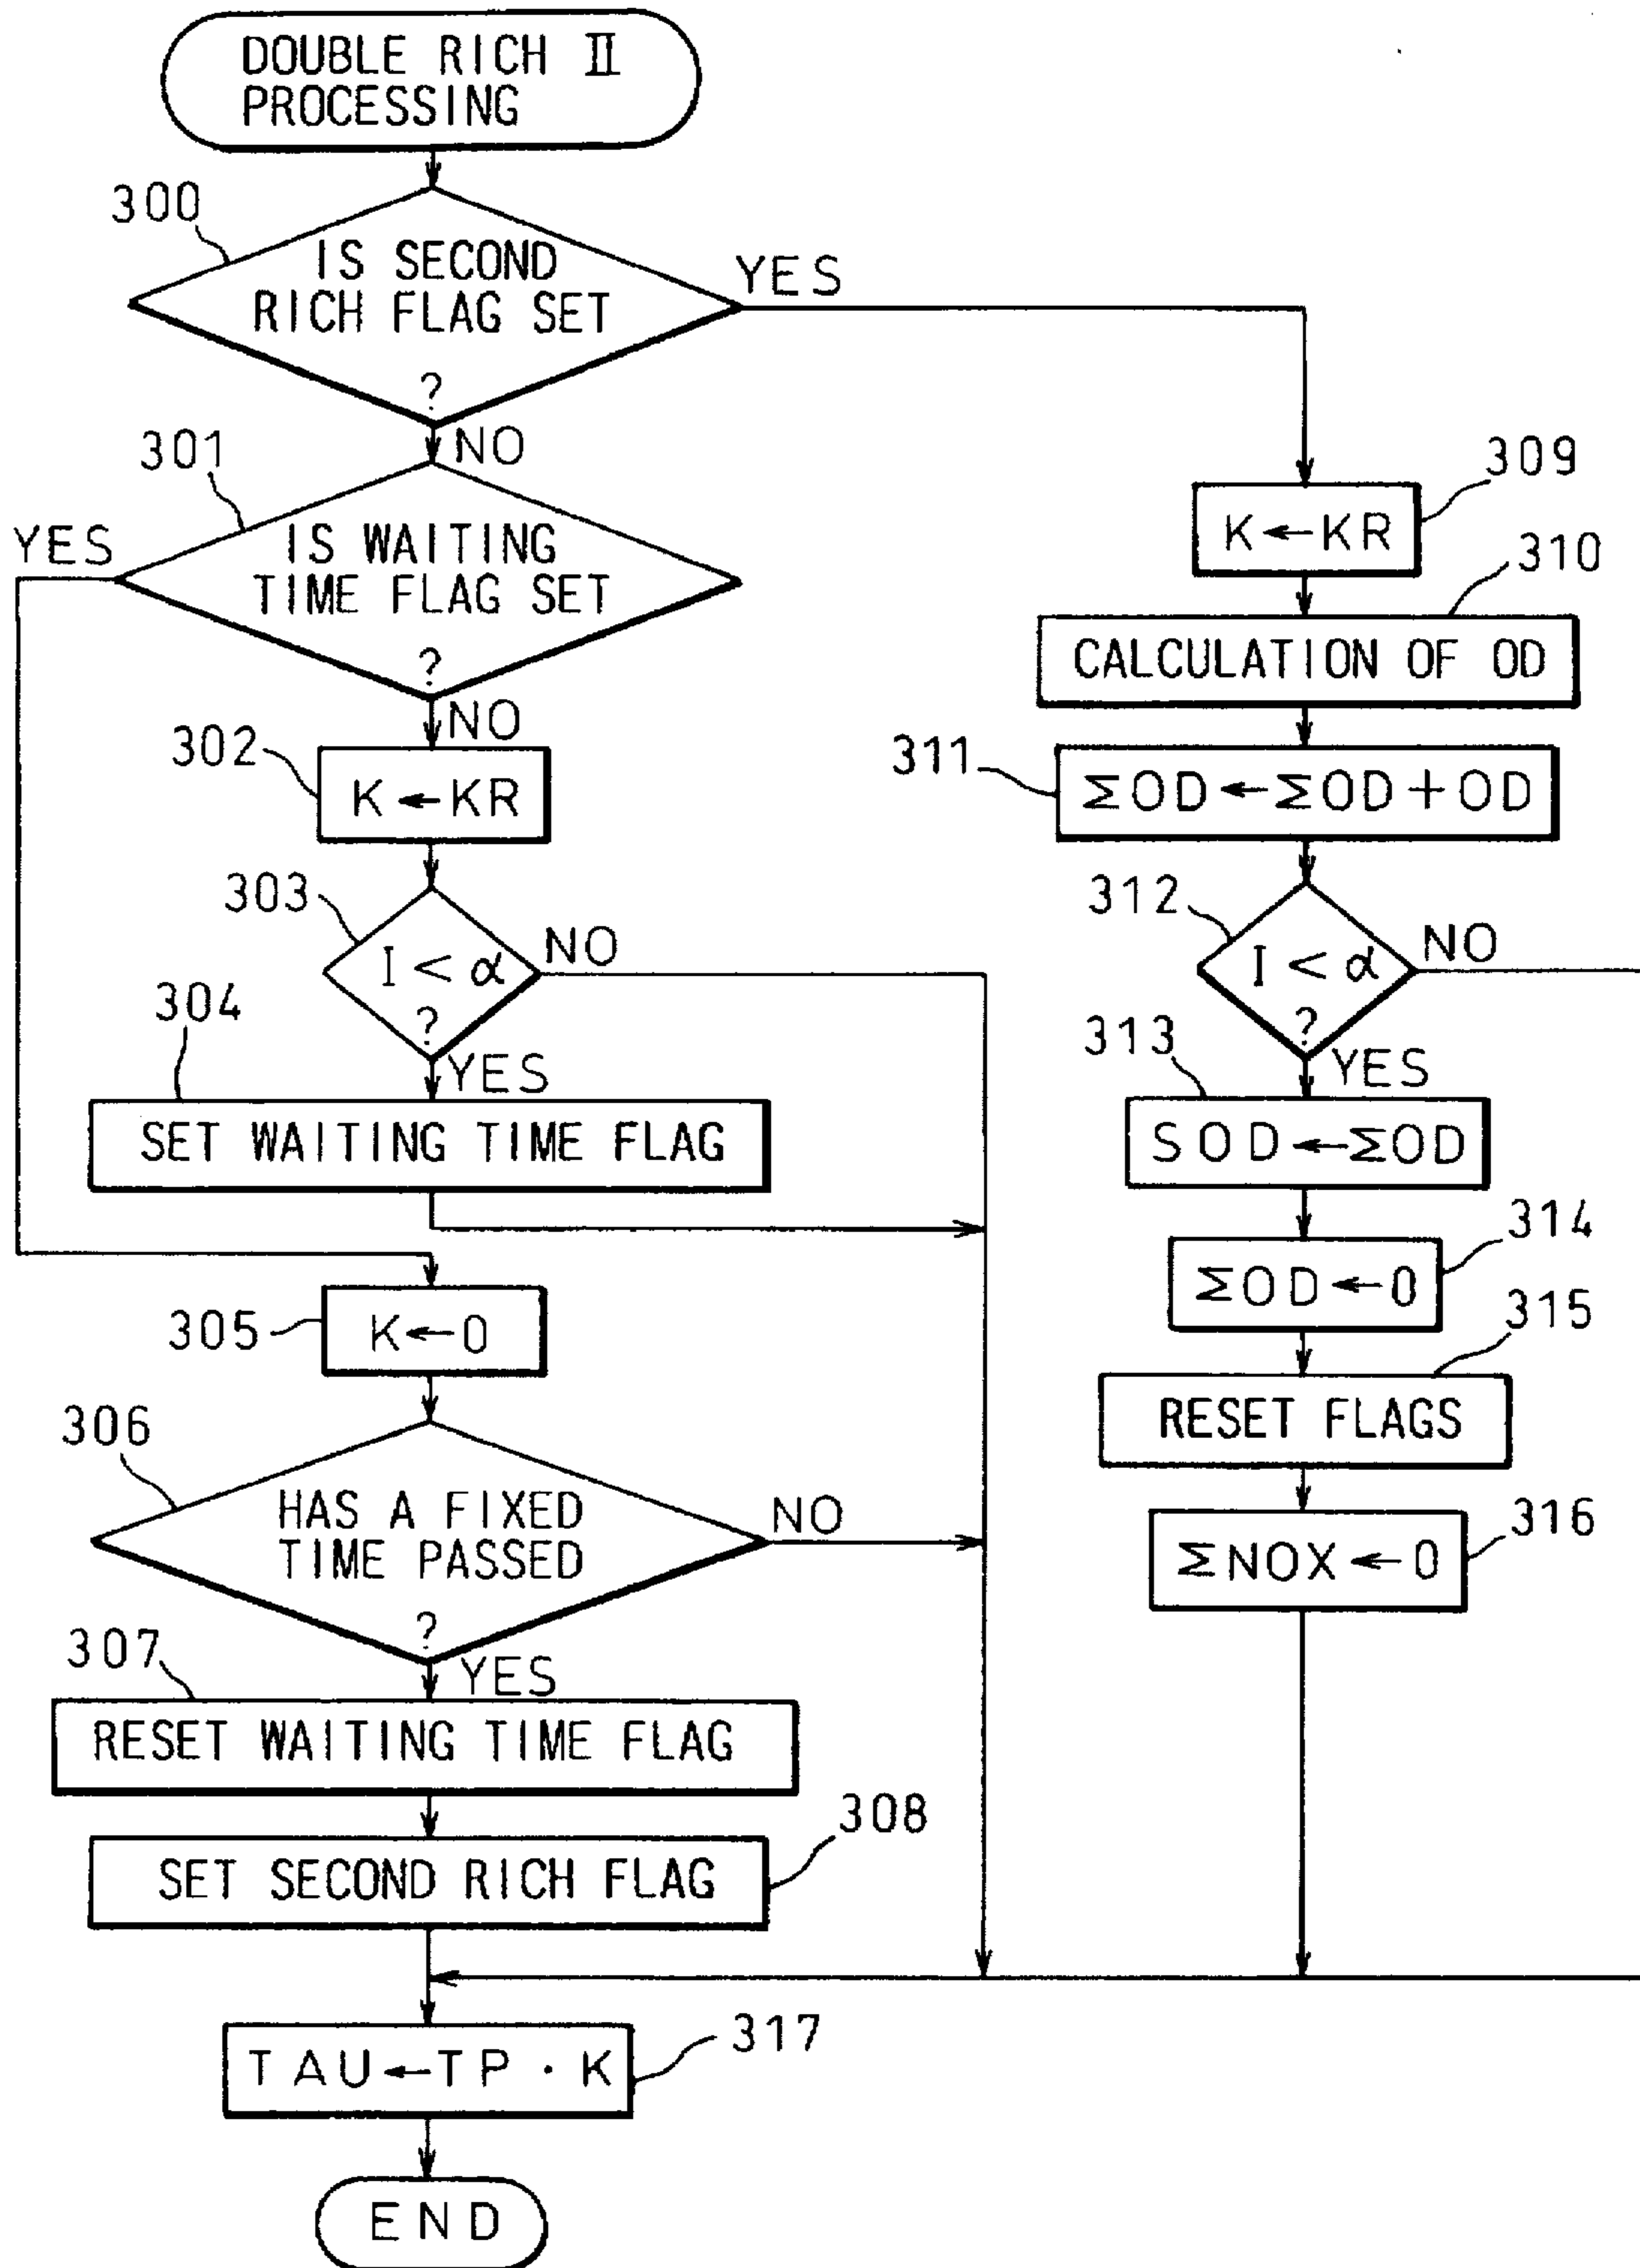 DOUBLE RICH II
PROCESSING
300
IS SECOND
RICH FLAG SET
?
YES
NO
301
YES
IS WAITING
TIME FLAG SET
?
NO
302
K←KR
303
I < α
?
NO
YES
304
SET WAITING TIME FLAG
305
K←0
306
HAS A FIXED
TIME PASSED
?
NO
YES
307
RESET WAITING TIME FLAG
308
SET SECOND RICH FLAG
309
K←KR
310
CALCULATION OF OD
311
ΣOD←ΣOD+OD
312
I < α
?
NO
YES
313
SOD←ΣOD
314
ΣOD←0
315
RESET FLAGS
316
ΣNOX←0
317
TAU←TP·K
END